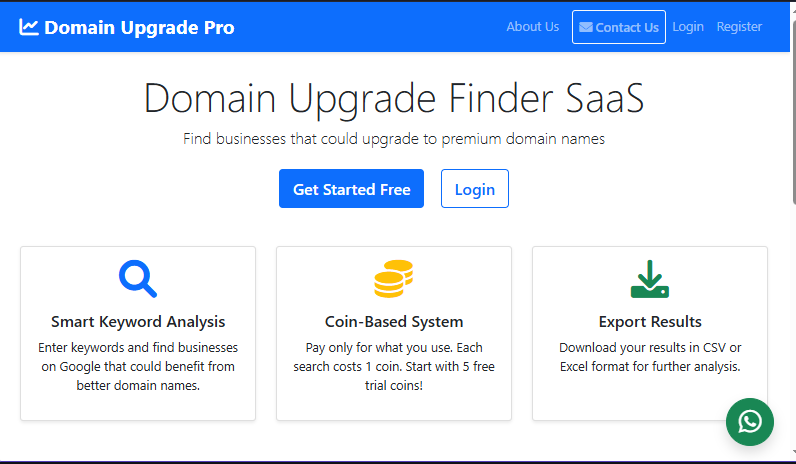 Domain Upgrade Pro
About Us
Contact Us
Login
Register
Domain Upgrade Finder SaaS
Find businesses that could upgrade to premium domain names
Get Started Free
Login
Smart Keyword Analysis
Enter keywords and find businesses
on Google that could benefit from
better domain names.
Coin-Based System
Pay only for what you use. Each
search costs 1 coin. Start with 5 free
trial coins!
Export Results
Download your results in CSV or
Excel format for further analysis.